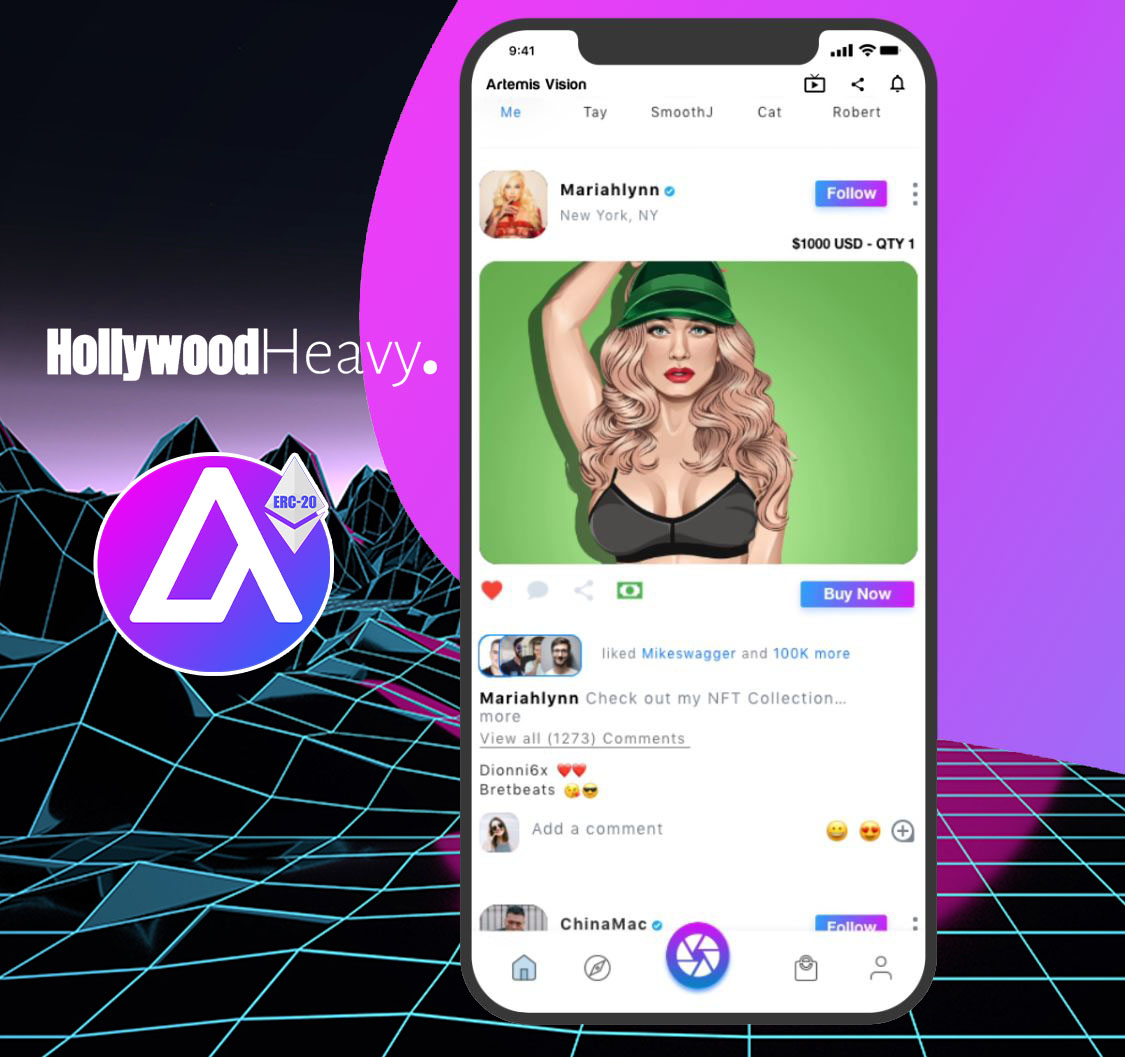 9:41
Artemis Vision
Me Tay SmoothJ Cat Robert
Mariahlynn Follow
New York, NY
$1000 USD - QTY 1
HollywoodHeavy.
ERC-20
Buy Now
liked Mikeswagger and 100K more
Mariahlynn Check out my NFT Collection...
more
View all (1273) Comments
Dionni6x ❤️❤️
Bretbeats 😘😎
Add a comment
ChinaMac Follow